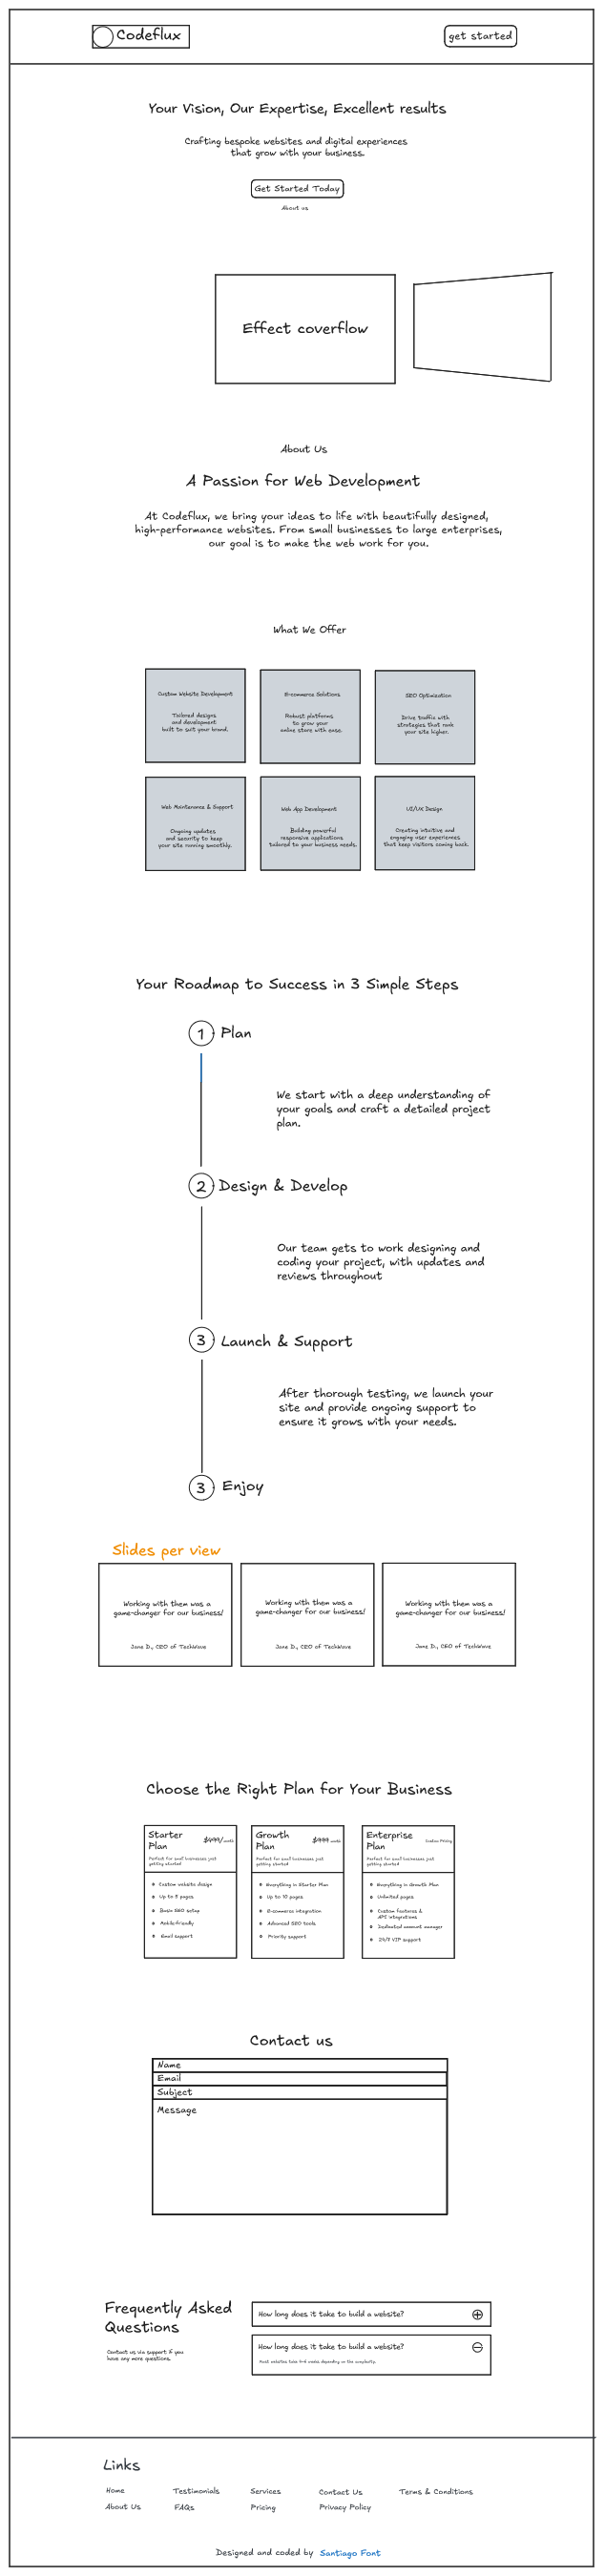 Codeflux
get started
Your Vision, Our Expertise, Excellent results
Crafting bespoke websites and digital experiences
that grow with your business.
Get Started Today
About us
Effect coverflow
About Us
A Passion for Web Development
At Codeflux, we bring your ideas to life with beautifully designed,
high-performance websites. From small businesses to large enterprises,
our goal is to make the web work for you.
What We Offer
Custom Website Development
Tailored designs
and development
built to suit your brand.
E-commerce Solutions
Robust platforms
to grow your
online store with ease.
SEO Optimization
Drive traffic with
strategies that rank
your site higher.
Web Maintenance & Support
Ongoing updates
and security to keep
your site running smoothly.
Web App Development
Building powerful
responsive applications
tailored to your business needs.
UI/UX Design
Creating intuitive and
engaging user experiences
that keep visitors coming back.
Your Roadmap to Success in 3 Simple Steps
1 Plan
We start with a deep understanding of
your goals and craft a detailed project
plan.
2 Design & Develop
Our team gets to work designing and
coding your project, with updates and
reviews throughout
3 Launch & Support
After thorough testing, we launch your
site and provide ongoing support to
ensure it grows with your needs.
3 Enjoy
Slides per view
Working with them was a
game-changer for our business!
Jane D., CEO of TechWave
Working with them was a
game-changer for our business!
Jane D., CEO of TechWave
Working with them was a
game-changer for our business!
Jane D., CEO of TechWave
Choose the Right Plan for Your Business
Starter
Plan
$499/month
Perfect for small businesses just
getting started
Custom website design
Up to 5 pages
Basic SEO setup
Mobile-friendly
Email support
Growth
Plan
$999/month
Perfect for small businesses just
getting started
Everything in Starter Plan
Up to 10 pages
E-commerce integration
Advanced SEO tools
Priority support
Enterprise
Plan
Custom Pricing
Perfect for small businesses just
getting started
Everything in Growth Plan
Unlimited pages
Custom features &
API integrations
Dedicated account manager
24/7 VIP support
Contact us
Name
Email
Subject
Message
Frequently Asked
Questions
Contact us via support if you
have any more questions.
How long does it take to build a website?
How long does it take to build a website?
Most websites take 4-6 weeks depending on the complexity.
Links
Home
Testimonials
Services
Contact Us
Terms & Conditions
About Us
FAQs
Pricing
Privacy Policy
Designed and coded by Santiago Font